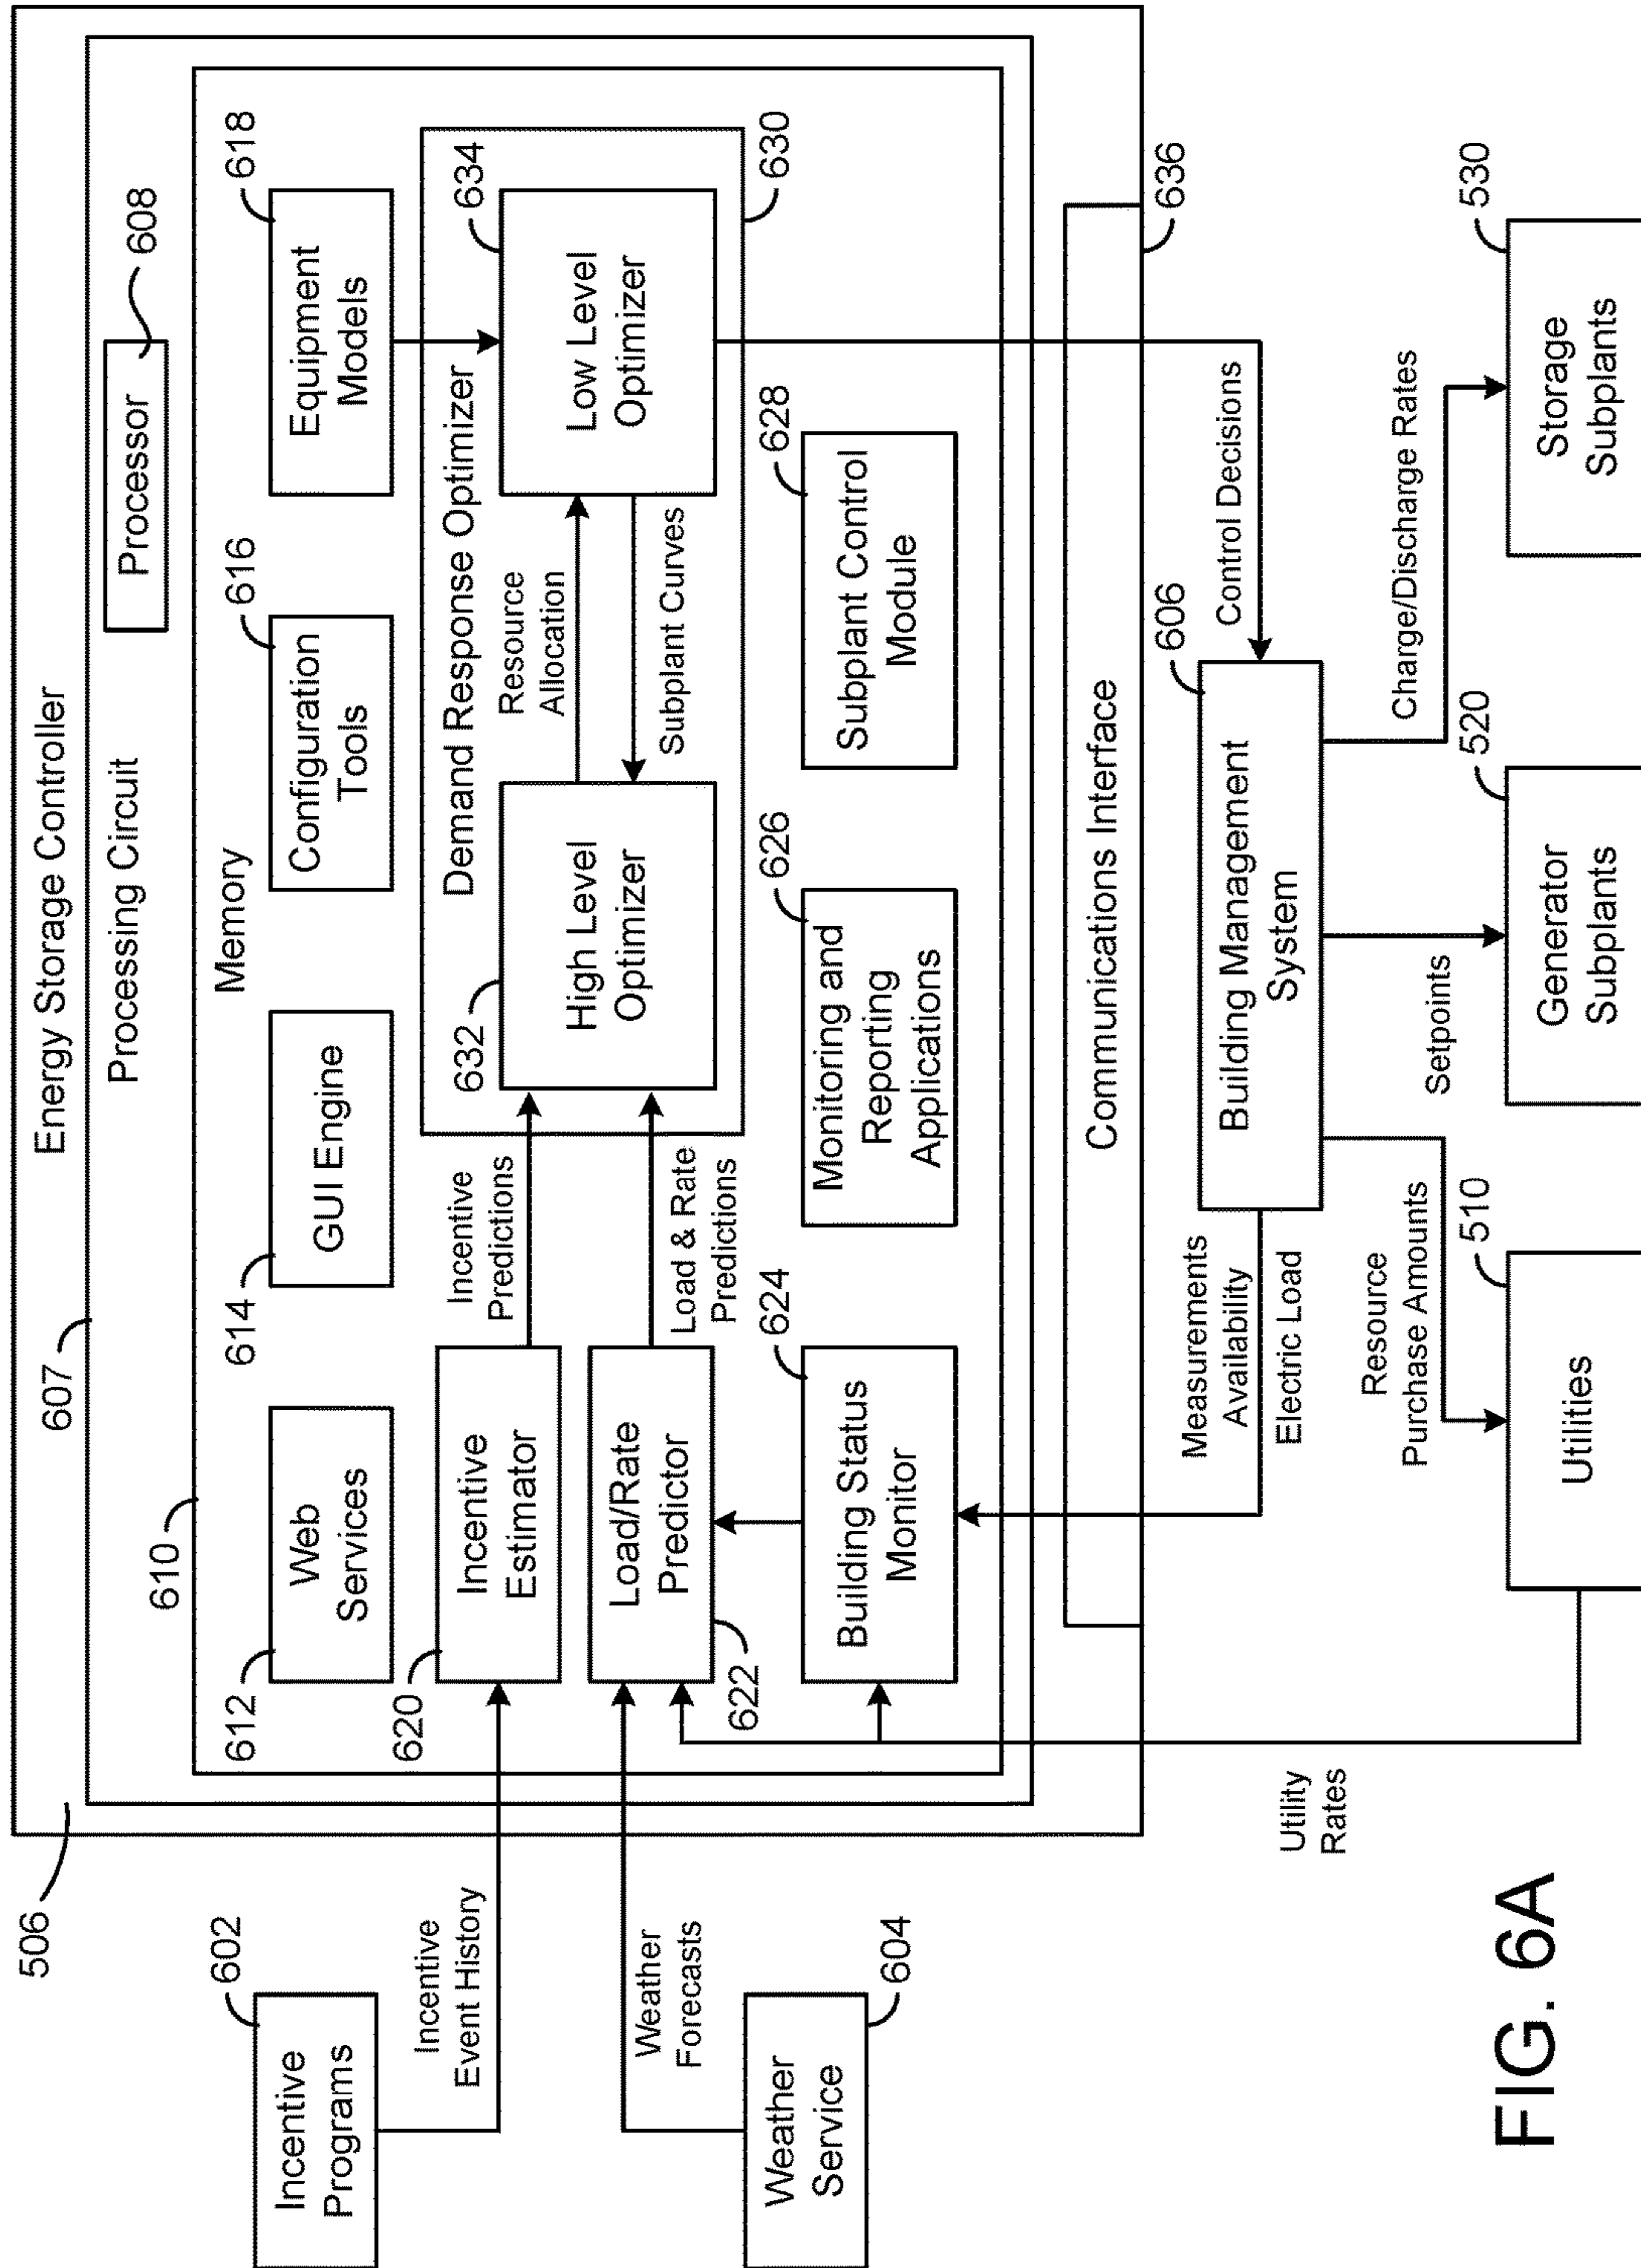 506
Energy Storage Controller
607
Processing Circuit
Processor
608
610
Memory
612
Web
Services
614
GUI Engine
616
Configuration
Tools
618
Equipment
Models
602
Incentive
Programs
Incentive
Event History
620
Incentive
Estimator
Incentive
Predictions
Demand Response Optimizer
632
High Level
Optimizer
Resource
Allocation
Subplant Curves
634
Low Level
Optimizer
630
Weather
Forecasts
Weather
Service
604
Load/Rate
Predictor
622
Load & Rate
Predictions
624
Building Status
Monitor
626
Monitoring and
Reporting
Applications
628
Subplant Control
Module
Communications Interface
636
Measurements
Availability
Electric Load
606
Building Management
System
Control Decisions
Utility
Rates
Resource
Purchase Amounts
Setpoints
Charge/Discharge Rates
510
Utilities
520
Generator
Subplants
530
Storage
Subplants
FIG. 6A